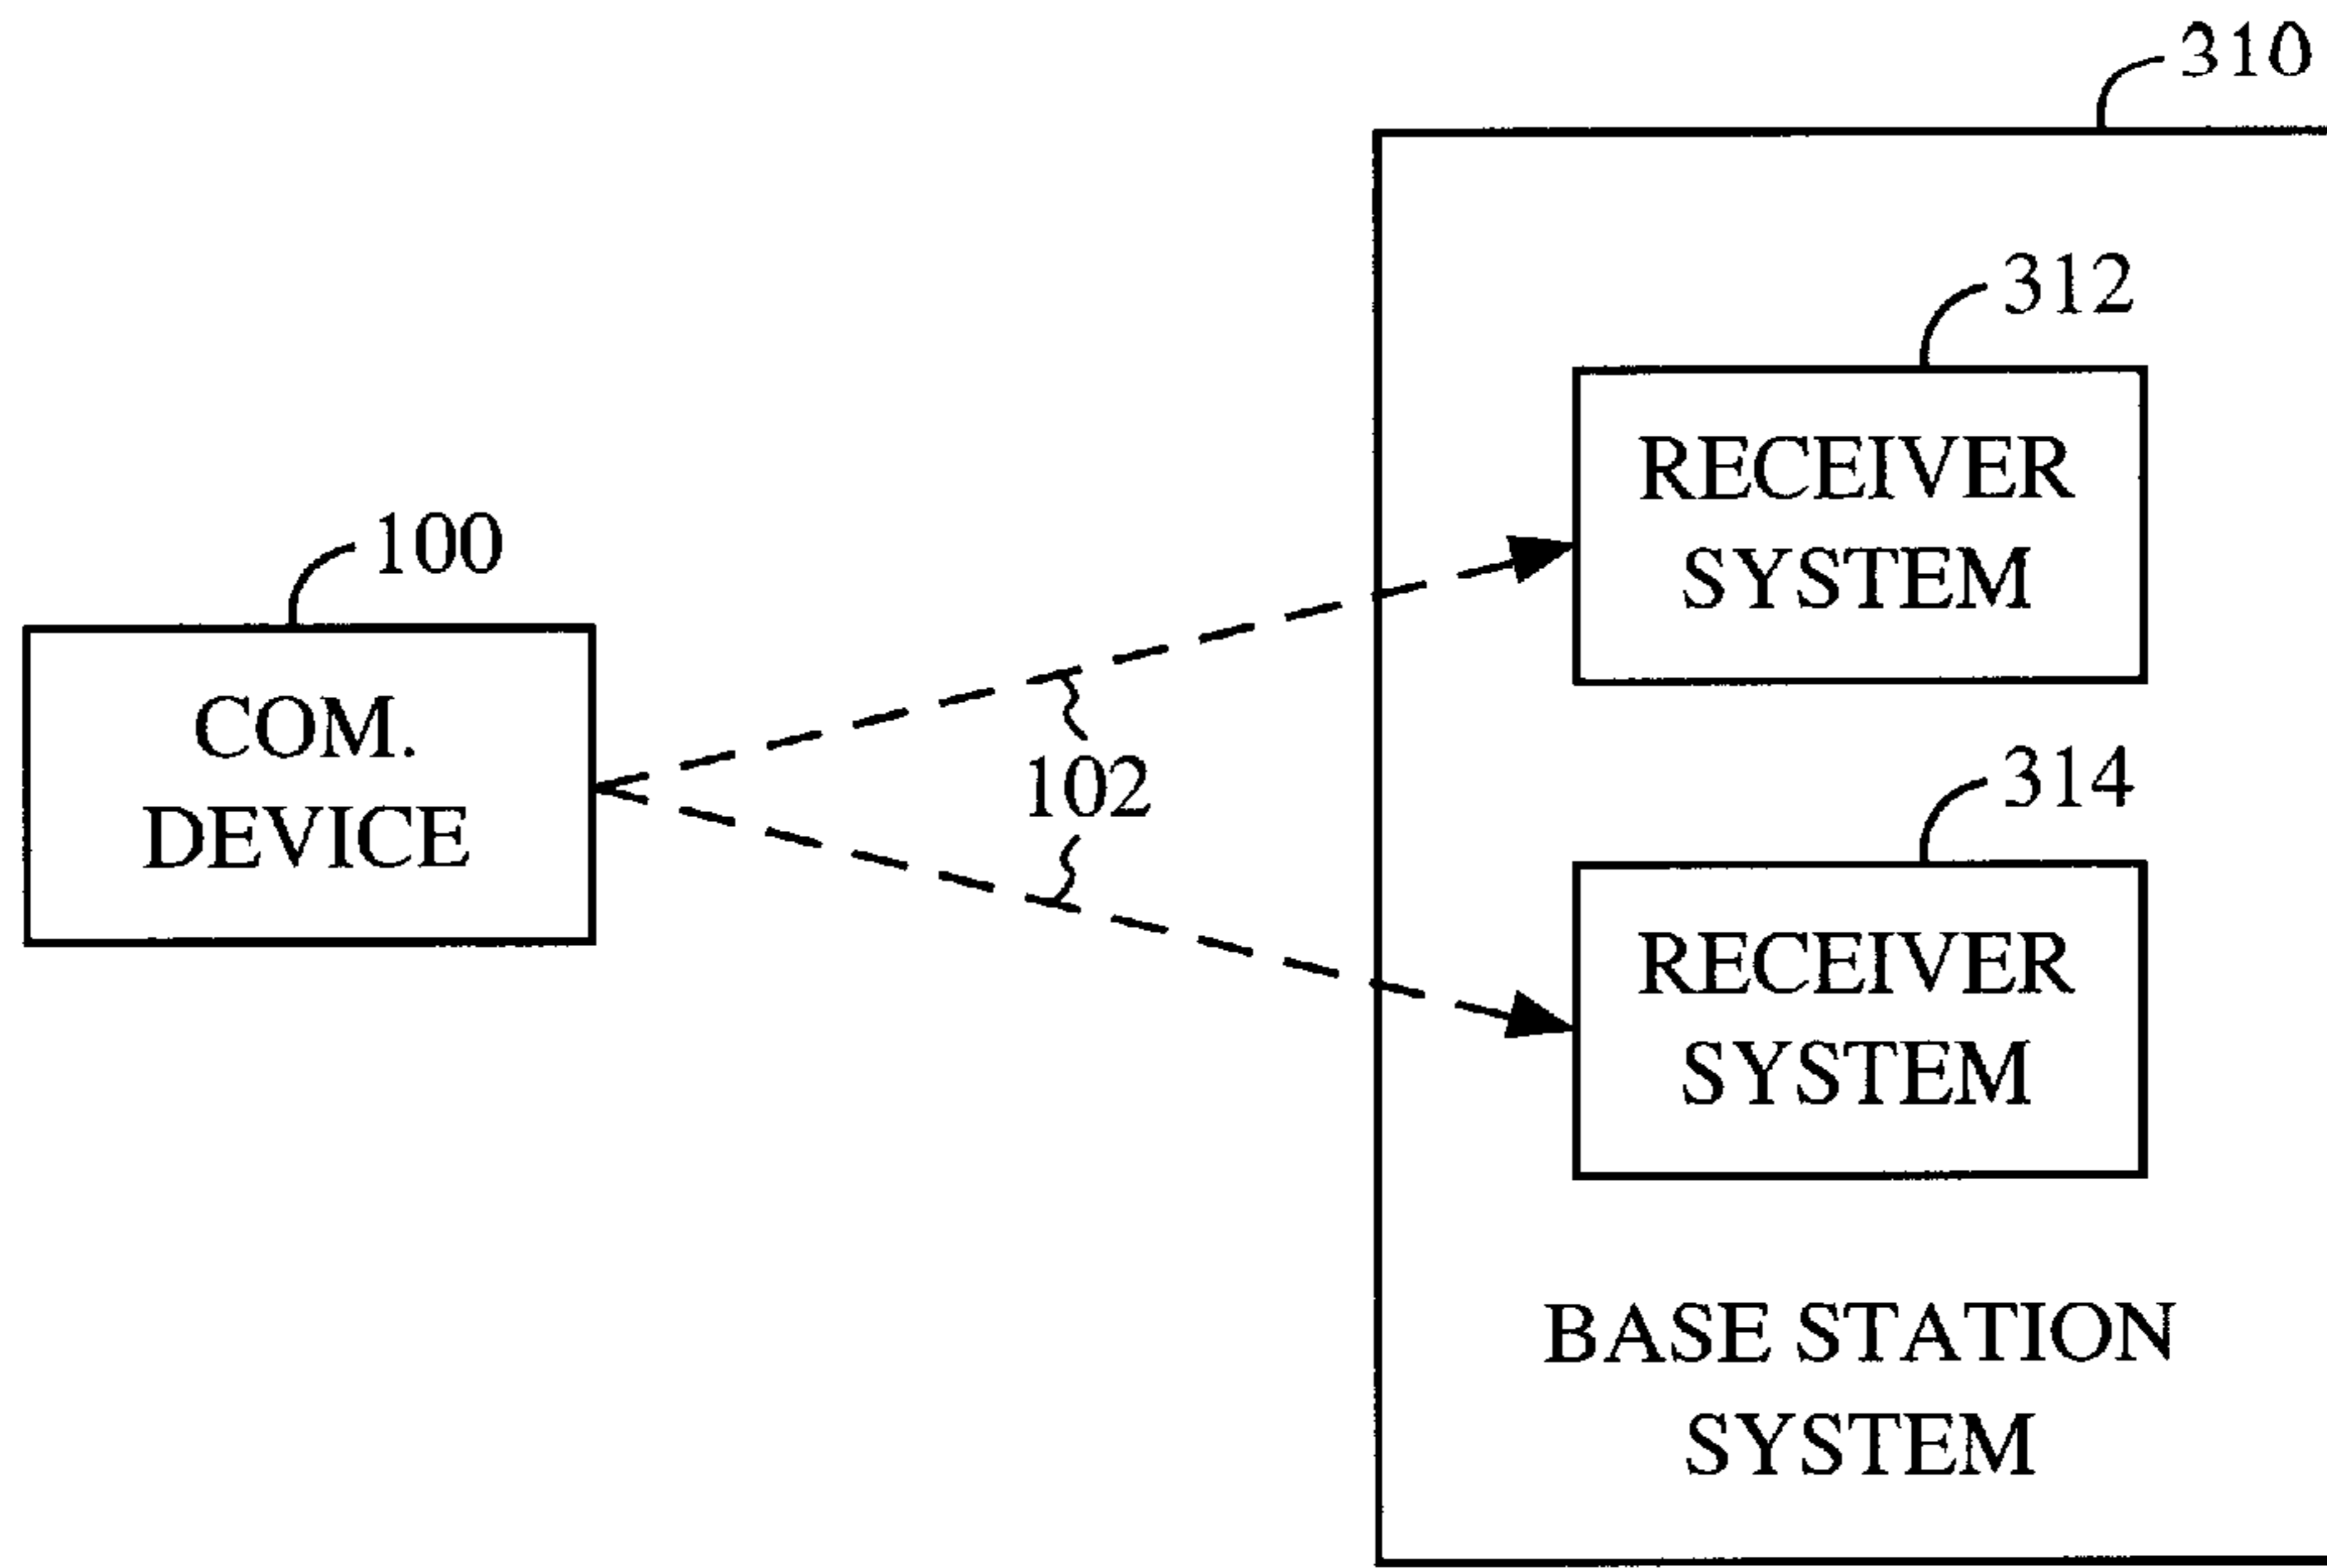 310
312
RECEIVER
SYSTEM
100
COM.
DEVICE
102
314
RECEIVER
SYSTEM
BASE STATION
SYSTEM